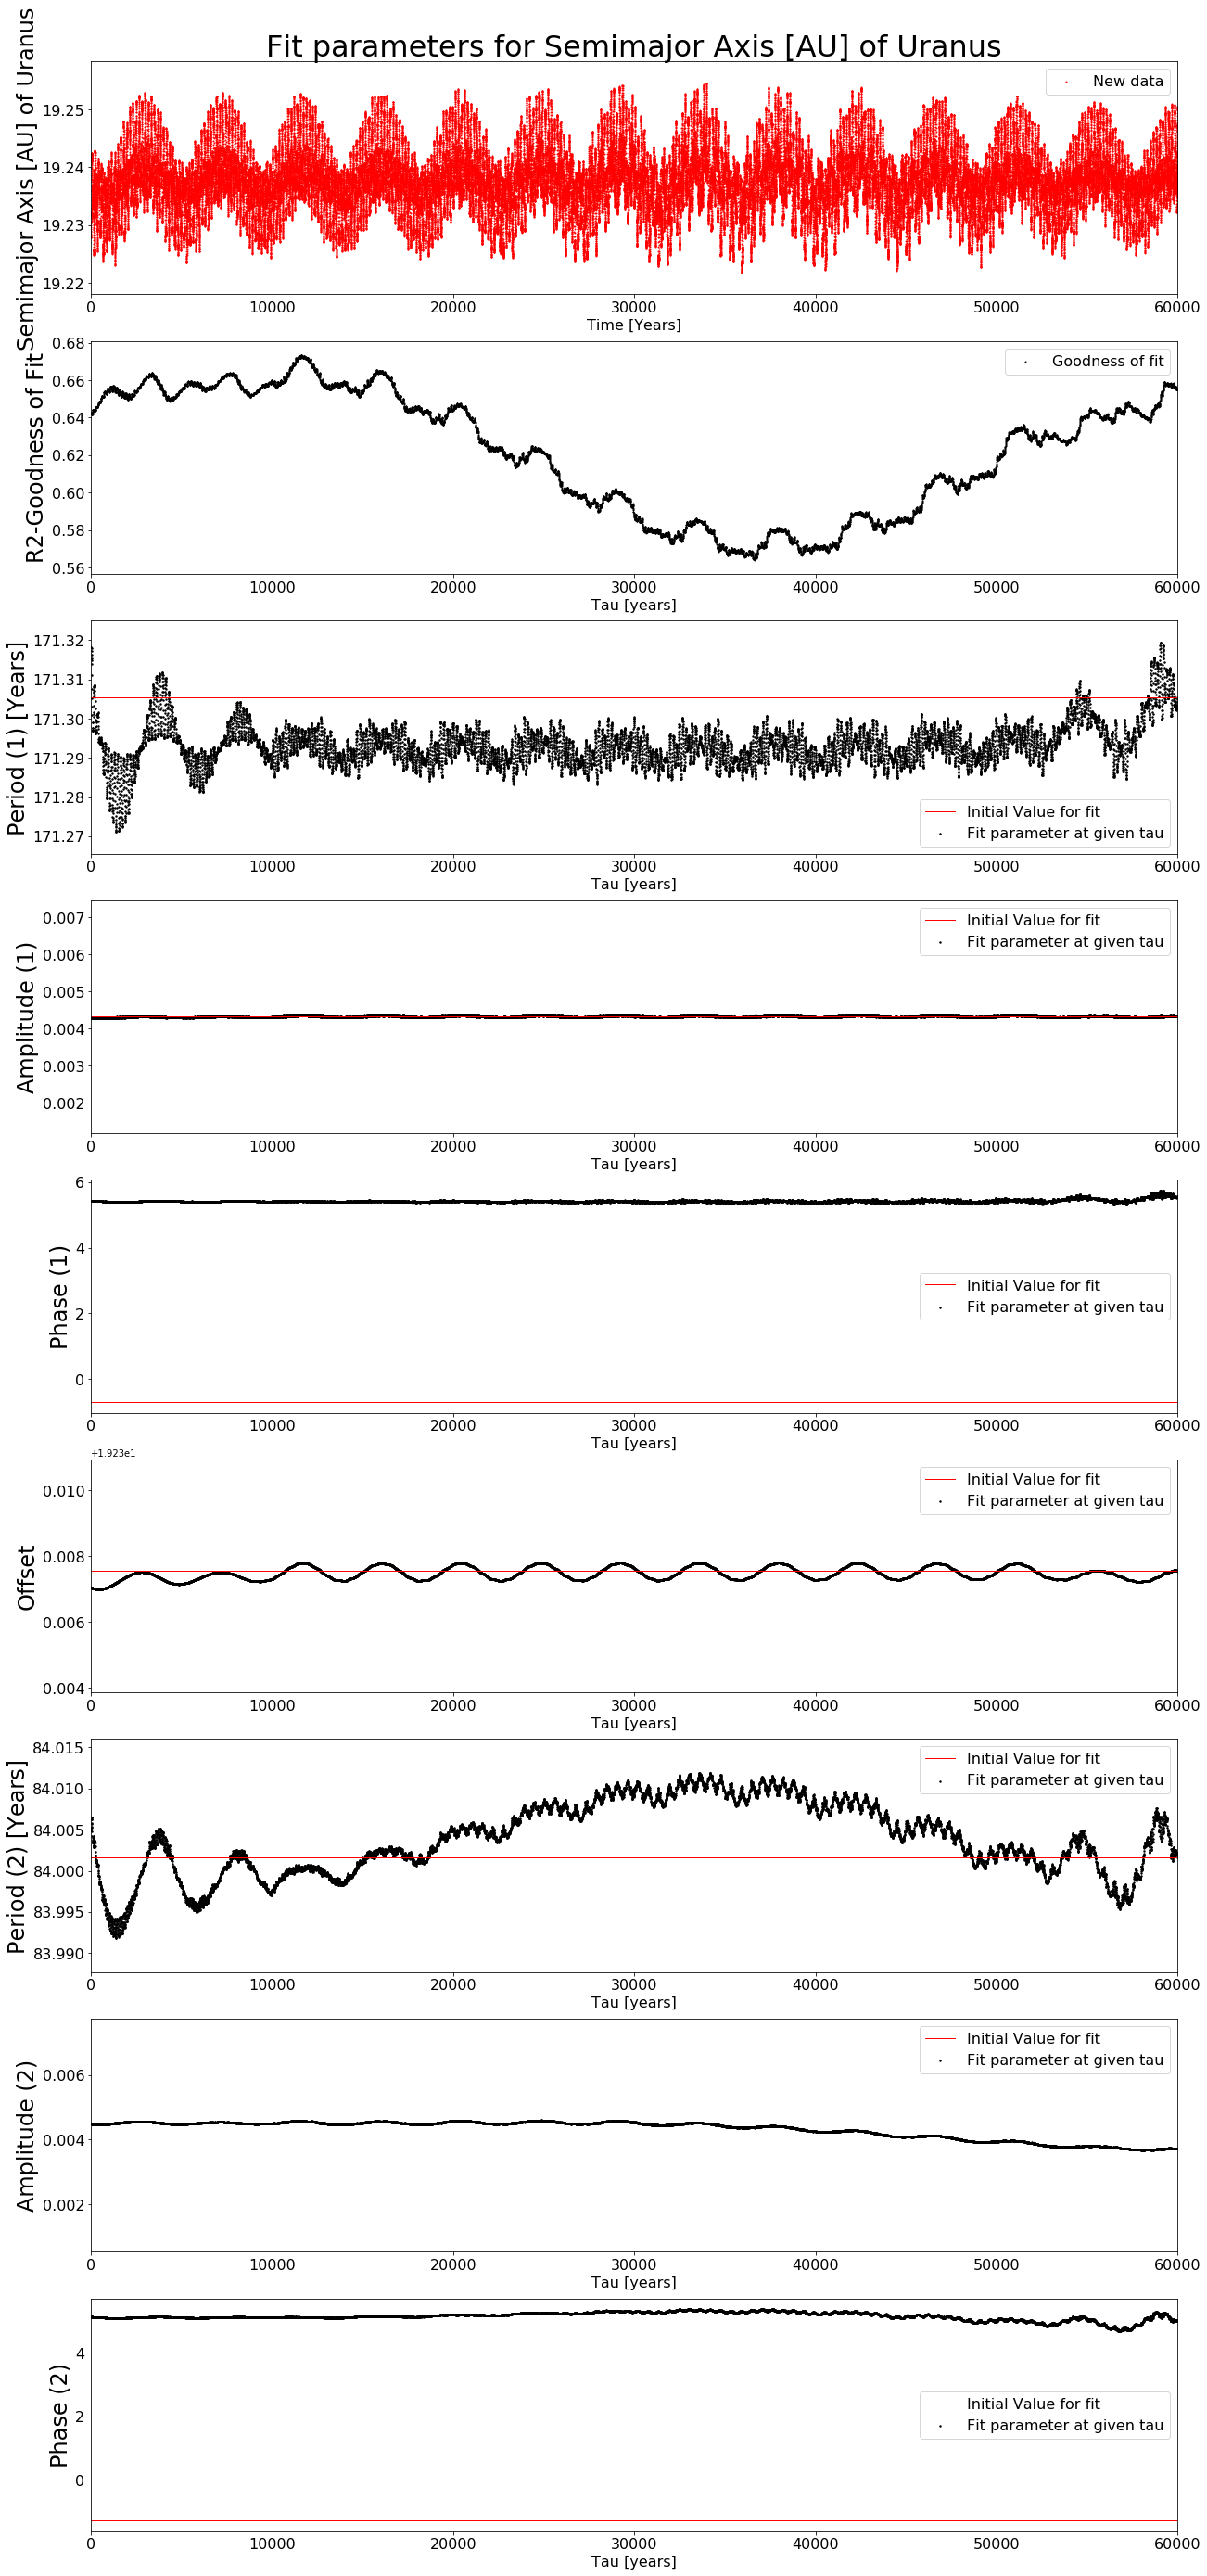 Fit parameters for Semimajor Axis [AU] of Uranus
Semimajor Axis [AU] of Uranus
New data
19.25
19.24
19.23
19.22
0 10000 20000 30000 40000 50000 60000
Time [Years]
R2-Goodness of Fit
Goodness of fit
0.68
0.66
0.64
0.62
0.60
0.58
0.56
0 10000 20000 30000 40000 50000 60000
Tau [years]
Period (1) [Years]
171.32
171.31
171.30
171.29
171.28
171.27
Initial Value for fit
Fit parameter at given tau
0 10000 20000 30000 40000 50000 60000
Tau [years]
Amplitude (1)
Initial Value for fit
Fit parameter at given tau
0.007
0.006
0.005
0.004
0.003
0.002
0 10000 20000 30000 40000 50000 60000
Tau [years]
Phase (1)
6
4
2
0
Initial Value for fit
Fit parameter at given tau
0 10000 20000 30000 40000 50000 60000
Tau [years]
+1.923e1
Offset
Initial Value for fit
Fit parameter at given tau
0.010
0.008
0.006
0.004
0 10000 20000 30000 40000 50000 60000
Tau [years]
Period (2) [Years]
Initial Value for fit
Fit parameter at given tau
84.015
84.010
84.005
84.000
83.995
83.990
0 10000 20000 30000 40000 50000 60000
Tau [years]
Amplitude (2)
Initial Value for fit
Fit parameter at given tau
0.006
0.004
0.002
0 10000 20000 30000 40000 50000 60000
Tau [years]
Phase (2)
4
2
0
Initial Value for fit
Fit parameter at given tau
0 10000 20000 30000 40000 50000 60000
Tau [years]